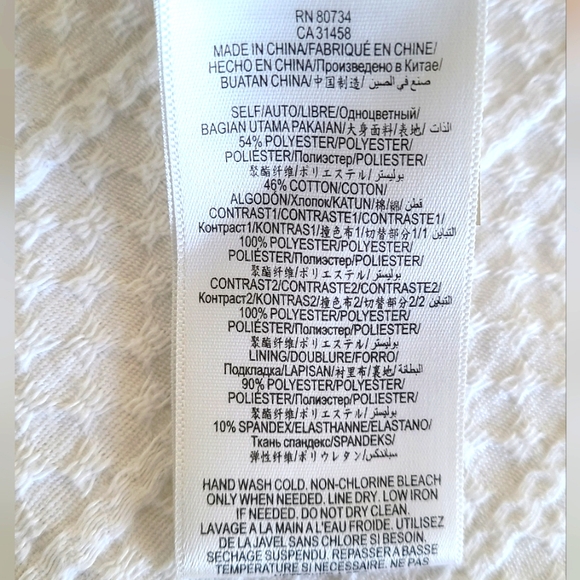 RN 80734
CA 31458
MADE IN CHINA/FABRIQUÉ EN CHINE/
HECHO EN CHINA/Произведено в Китае/
BUATAN CHINA/中国制造/ صنع في الصين
SELF/AUTO/LIBRE/Одноцветный/
BAGIAN UTAMA PAKAIAN/大身面料/表地/ الذات
54% POLYESTER/POLYESTER/
POLIÉSTER/Полиэстер/POLIESTER/
聚酯纤维/ポリエステル/ بوليستر
46% COTTON/COTON/
ALGODÓN/Хлопок/KATUN/棉/綿/ قطن
CONTRAST1/CONTRASTE1/CONTRASTE1/
Контраст1/KONTRAS1/撞色布1/切替部分1/ التباين 1
100% POLYESTER/POLYESTER/
POLIÉSTER/Полиэстер/POLIESTER/
聚酯纤维/ポリエステル/ بوليستر
CONTRAST2/CONTRASTE2/CONTRASTE2/
Контраст2/KONTRAS2/撞色布2/切替部分2/ التباين 2
100% POLYESTER/POLYESTER/
POLIÉSTER/Полиэстер/POLIESTER/
聚酯纤维/ポリエステル/ بوليستر
LINING/DOUBLURE/FORRO/
Подкладка/LAPISAN/衬里布/裏地/ البطانة
90% POLYESTER/POLYESTER/
POLIÉSTER/Полиэстер/POLIESTER/
聚酯纤维/ポリエステル/ بوليستر
10% SPANDEX/ELASTHANNE/ELASTANO/
Ткань спандекс/SPANDEKS/
弹性纤维/ポリウレタン/ سباندكس
HAND WASH COLD. NON-CHLORINE BLEACH
ONLY WHEN NEEDED. LINE DRY. LOW IRON
IF NEEDED. DO NOT DRY CLEAN.
LAVAGE A LA MAIN A L'EAU FROIDE. UTILISEZ
DE LA JAVEL SANS CHLORE SI BESOIN.
SECHAGE SUSPENDU. REPASSER A BASSE
TEMPERATURE SI NECESSAIRE. NE PAS